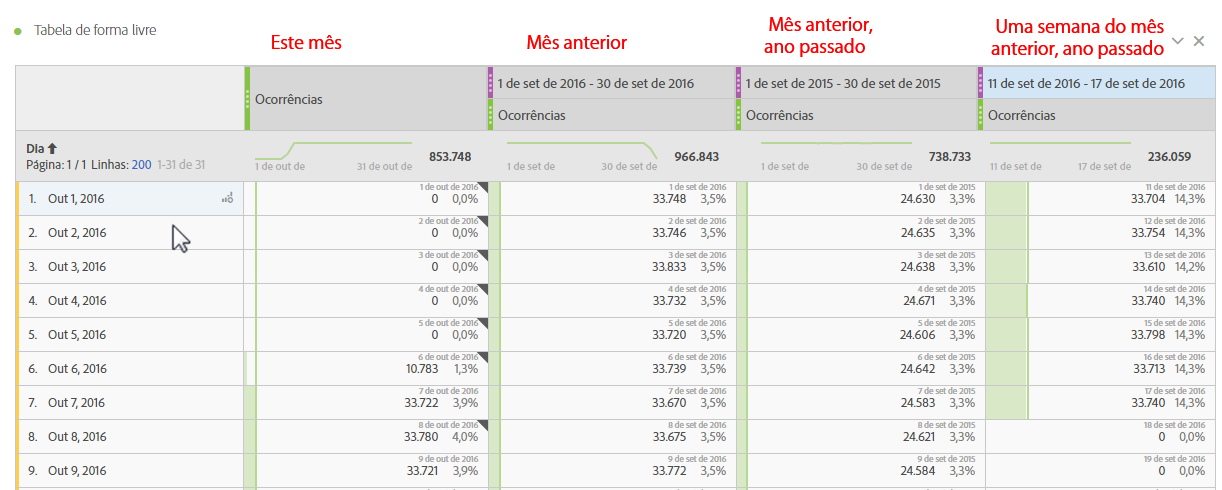 Tabela de forma livre
Este mês
Mês anterior
Mês anterior,
ano passado
Uma semana do mês
anterior, ano passado
1 de set de 2016 - 30 de set de 2016
1 de set de 2015 - 30 de set de 2015
11 de set de 2016 - 17 de set de 2016
Ocorrências
Ocorrências
Ocorrências
Ocorrências
Dia
Página: 1 / 1 Linhas: 200 1-31 de 31
1 de out de 31 de out de 853.748
1 de set de 30 de set de 966.843
1 de set de 30 de set de 738.733
11 de set de 17 de set de 236.059
1 de out de 2016 1 de set de 2016 1 de set de 2015 11 de set de 2016
1. Out 1, 2016 0 0,0% 33.748 3,5% 24.630 3,3% 33.704 14,3%
2 de out de 2016 2 de set de 2016 2 de set de 2015 12 de set de 2016
2. Out 2, 2016 0 0,0% 33.746 3,5% 24.635 3,3% 33.754 14,3%
3 de out de 2016 3 de set de 2016 3 de set de 2015 13 de set de 2016
3. Out 3, 2016 0 0,0% 33.833 3,5% 24.638 3,3% 33.610 14,2%
4 de out de 2016 4 de set de 2016 4 de set de 2015 14 de set de 2016
4. Out 4, 2016 0 0,0% 33.732 3,5% 24.671 3,3% 33.740 14,3%
5 de out de 2016 5 de set de 2016 5 de set de 2015 15 de set de 2016
5. Out 5, 2016 0 0,0% 33.720 3,5% 24.606 3,3% 33.798 14,3%
6 de out de 2016 6 de set de 2016 6 de set de 2015 16 de set de 2016
6. Out 6, 2016 10.783 1,3% 33.739 3,5% 24.642 3,3% 33.713 14,3%
7 de out de 2016 7 de set de 2016 7 de set de 2015 17 de set de 2016
7. Out 7, 2016 33.722 3,9% 33.670 3,5% 24.583 3,3% 33.740 14,3%
8 de out de 2016 8 de set de 2016 8 de set de 2015 18 de set de 2016
8. Out 8, 2016 33.780 4,0% 33.675 3,5% 24.621 3,3% 0 0,0%
9 de out de 2016 9 de set de 2016 9 de set de 2015 19 de set de 2016
9. Out 9, 2016 33.721 3,9% 33.772 3,5% 24.584 3,3% 0 0,0%